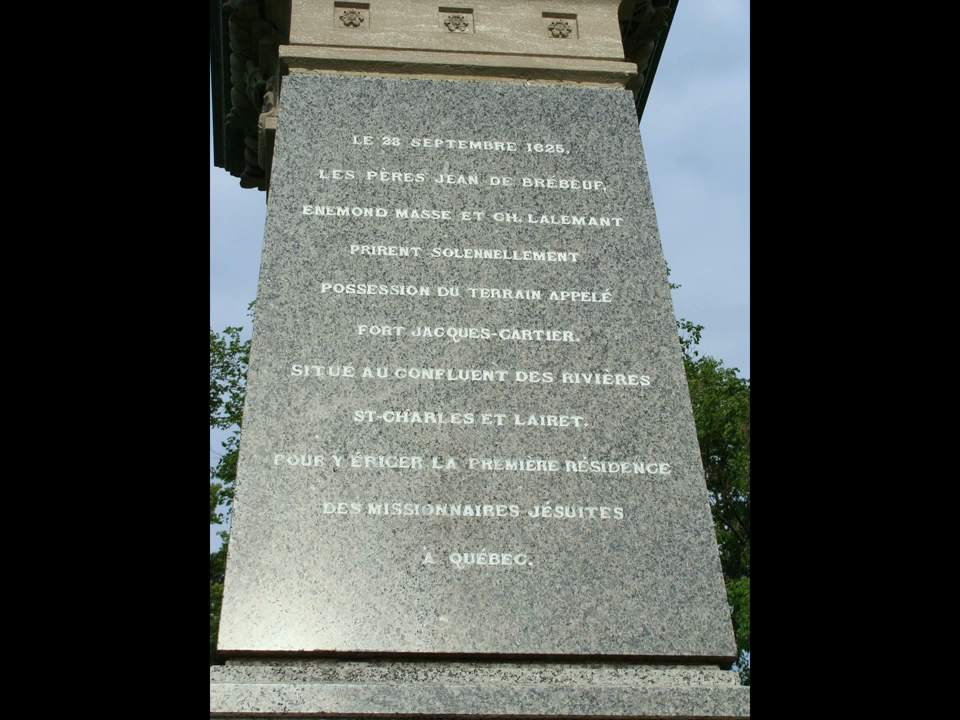 LE 23 SEPTEMBRE 1625,
LES PÈRES JEAN DE BRÉBEUF,
ENEMOND MASSE ET CH. LALEMANT
PRIRENT SOLENNELLEMENT
POSSESSION DU TERRAIN APPELÉ
FORT JACQUES-CARTIER,
SITUÉ AU CONFLUENT DES RIVIÈRES
ST-CHARLES ET LAIRET,
POUR Y ÉRIGER LA PREMIÈRE RÉSIDENCE
DES MISSIONNAIRES JÉSUITES
À QUÉBEC.